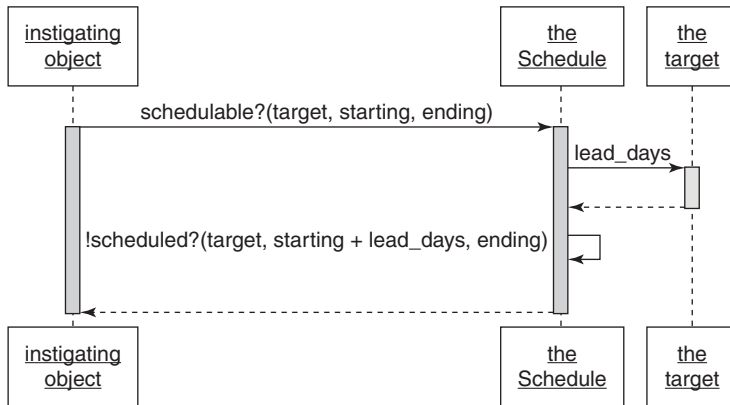 instigating
object
the
Schedule
the
target
schedulable?(target, starting, ending)
lead_days
!scheduled?(target, starting + lead_days, ending)
instigating
object
the
Schedule
the
target